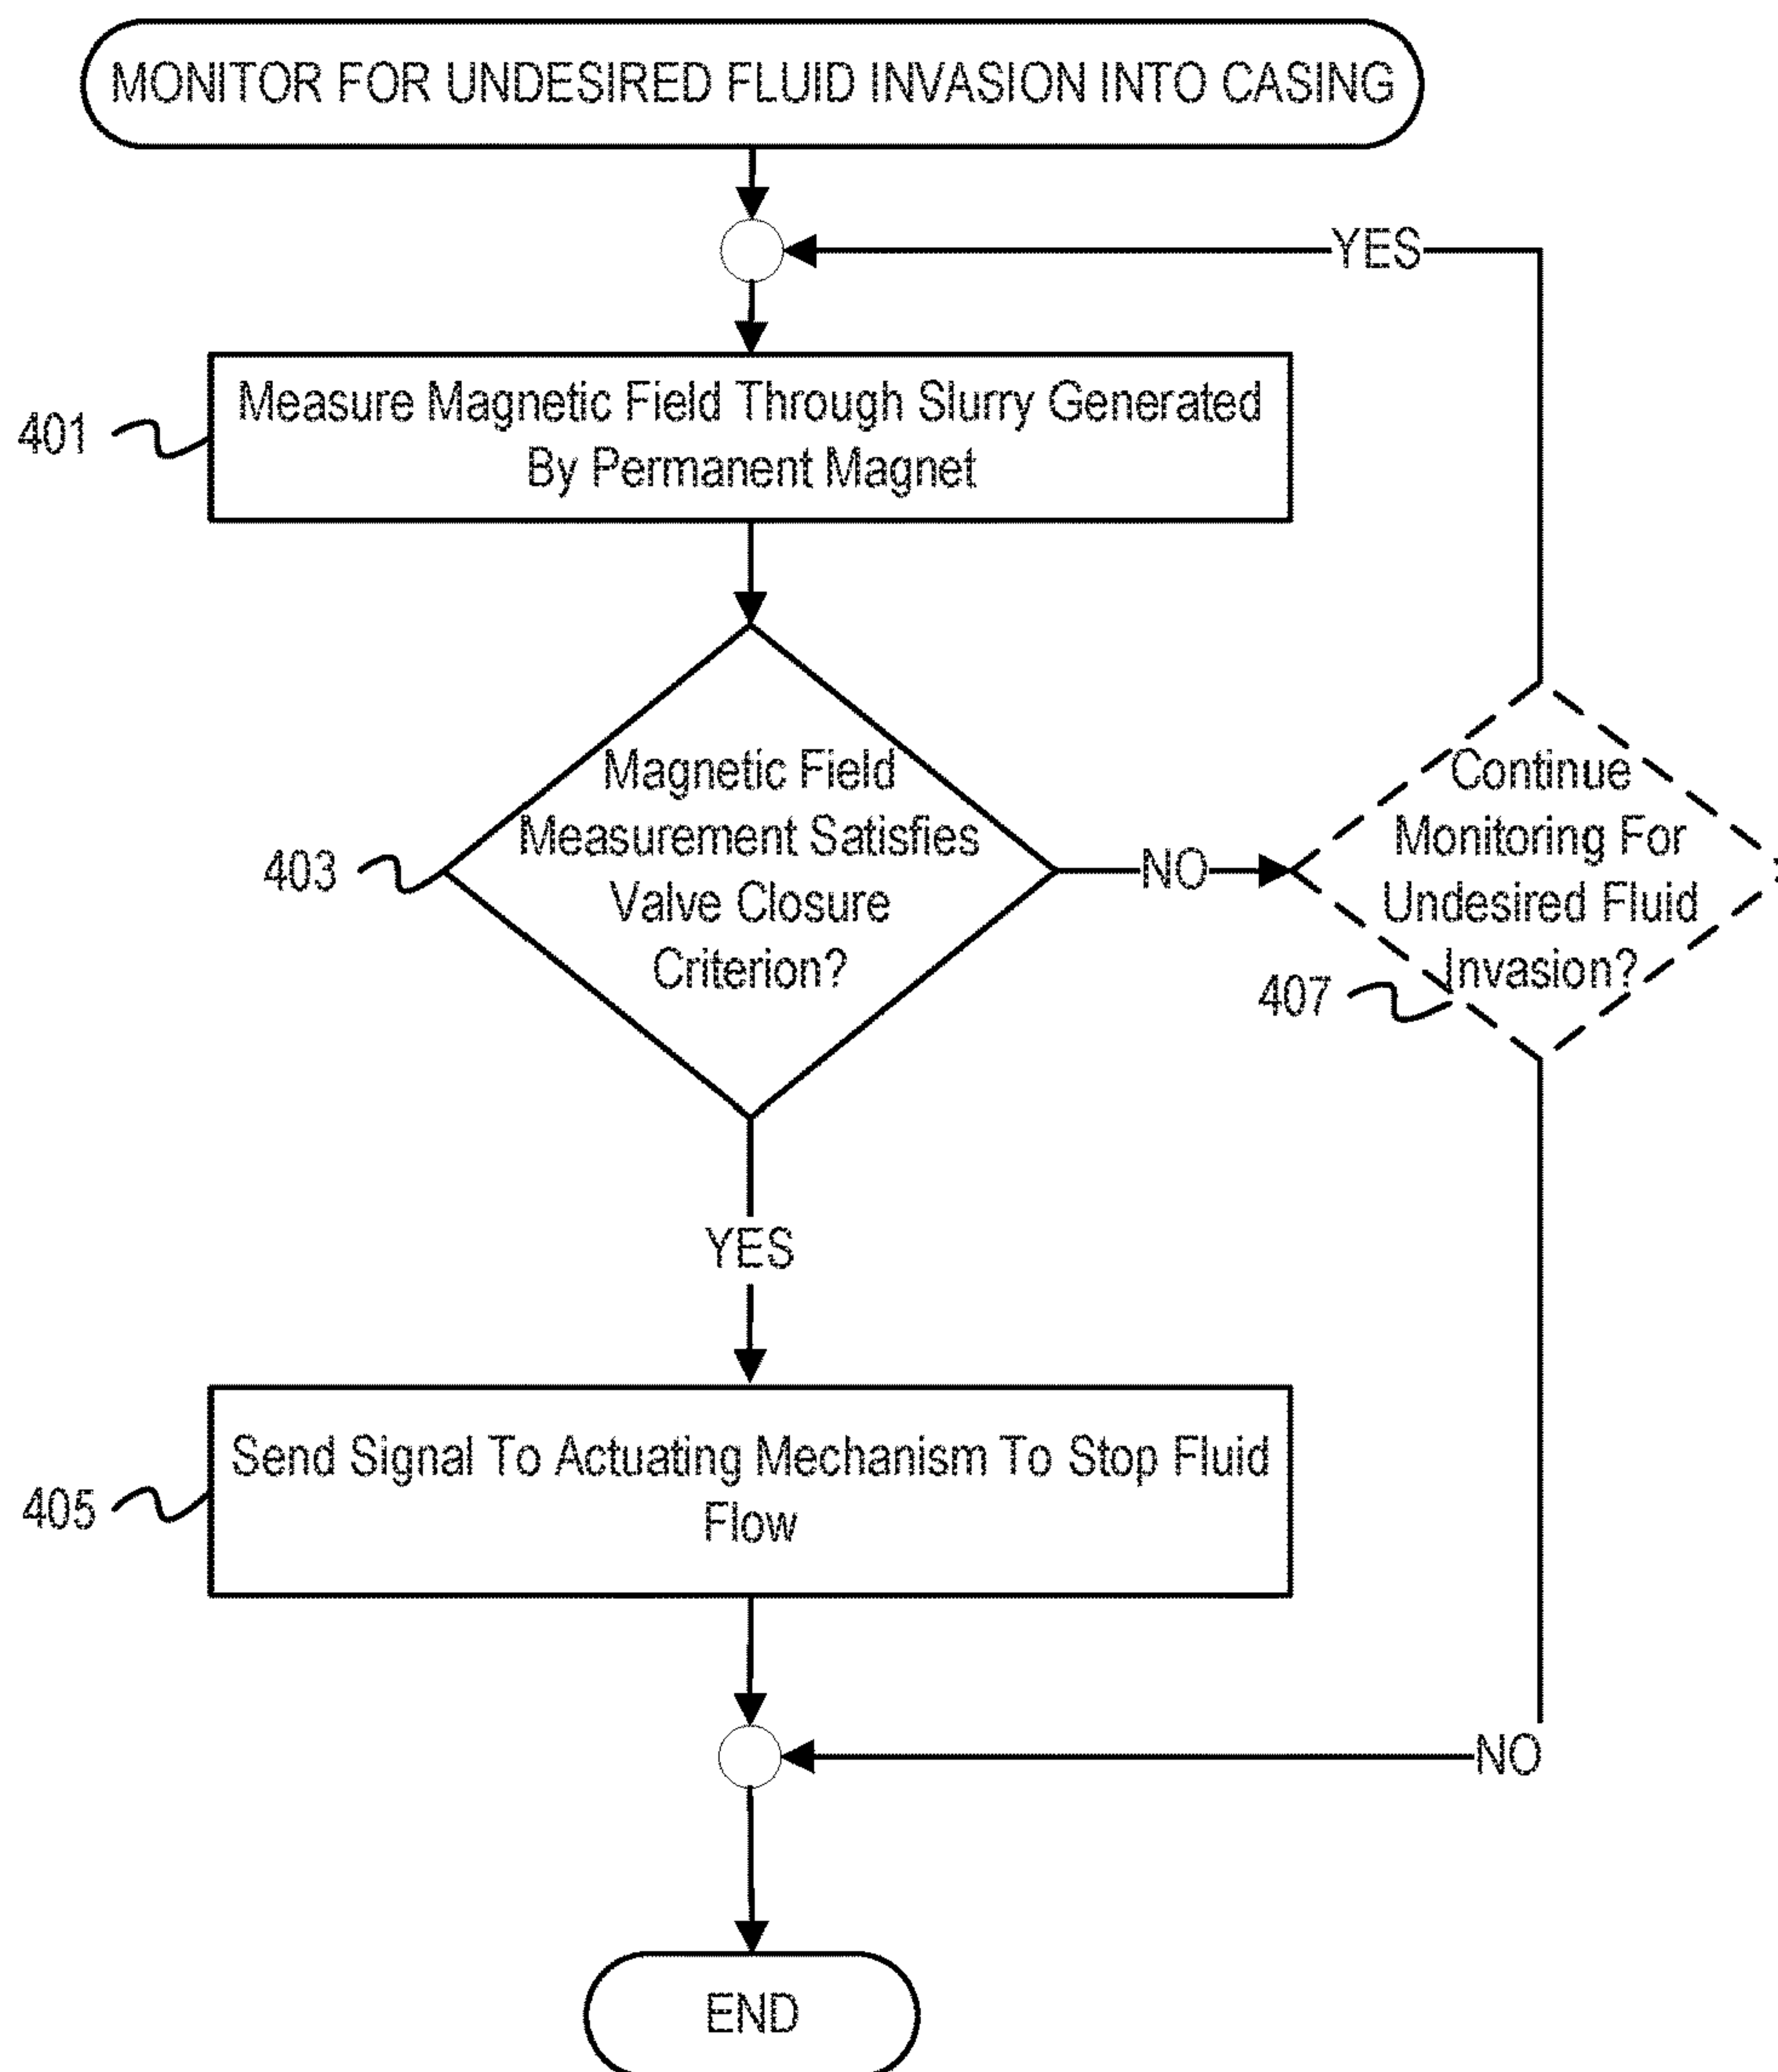 MONITOR FOR UNDESIRED FLUID INVASION INTO CASING
YES
401
Measure Magnetic Field Through Slurry Generated
By Permanent Magnet
403
Magnetic Field
Measurement Satisfies
Valve Closure
Criterion?
NO
Continue
Monitoring For
Undesired Fluid
Invasion?
407
YES
405
Send Signal To Actuating Mechanism To Stop Fluid
Flow
NO
END